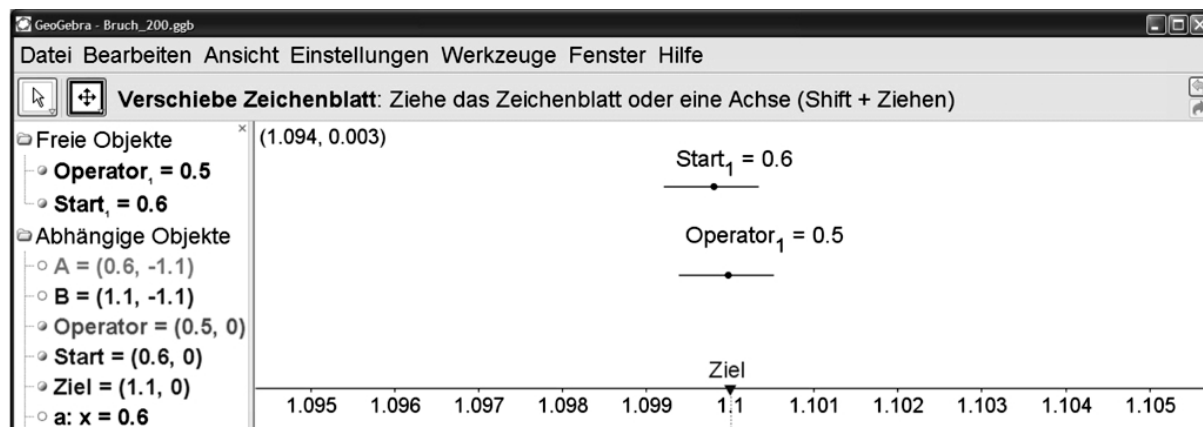 GeoGebra - Bruch_200.ggb
Datei Bearbeiten Ansicht Einstellungen Werkzeuge Fenster Hilfe
Verschiebe Zeichenblatt: Ziehe das Zeichenblatt oder eine Achse (Shift + Ziehen)
Freie Objekte
Operator₁ = 0.5
Start₁ = 0.6
Abhängige Objekte
A = (0.6, -1.1)
B = (1.1, -1.1)
Operator = (0.5, 0)
Start = (0.6, 0)
Ziel = (1.1, 0)
a: x = 0.6
(1.094, 0.003)
Start₁ = 0.6
Operator₁ = 0.5
Ziel
1.095 1.096 1.097 1.098 1.099 1.1 1.101 1.102 1.103 1.104 1.105